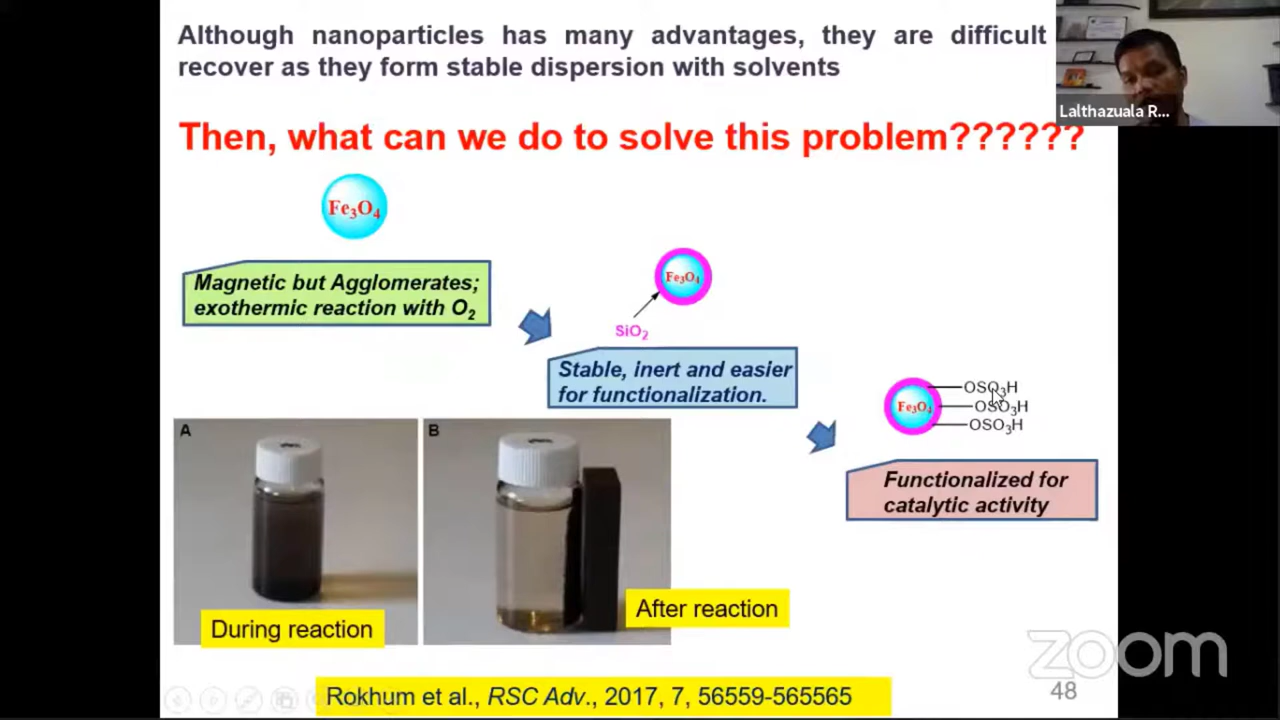 Although nanoparticles has many advantages, they are difficult
recover as they form stable dispersion with solvents
Lalthazuala R...
Then, what can we do to solve this problem??????
Fe3O4
Magnetic but Agglomerates;
exothermic reaction with O2
Fe3O4
SiO2
Stable, inert and easier
for functionalization.
OSO3H
Fe3O4 OSO3H
OSO3H
Functionalized for
catalytic activity
A
B
During reaction
After reaction
Rokhum et al., RSC Adv., 2017, 7, 56559-565565
zoom
48